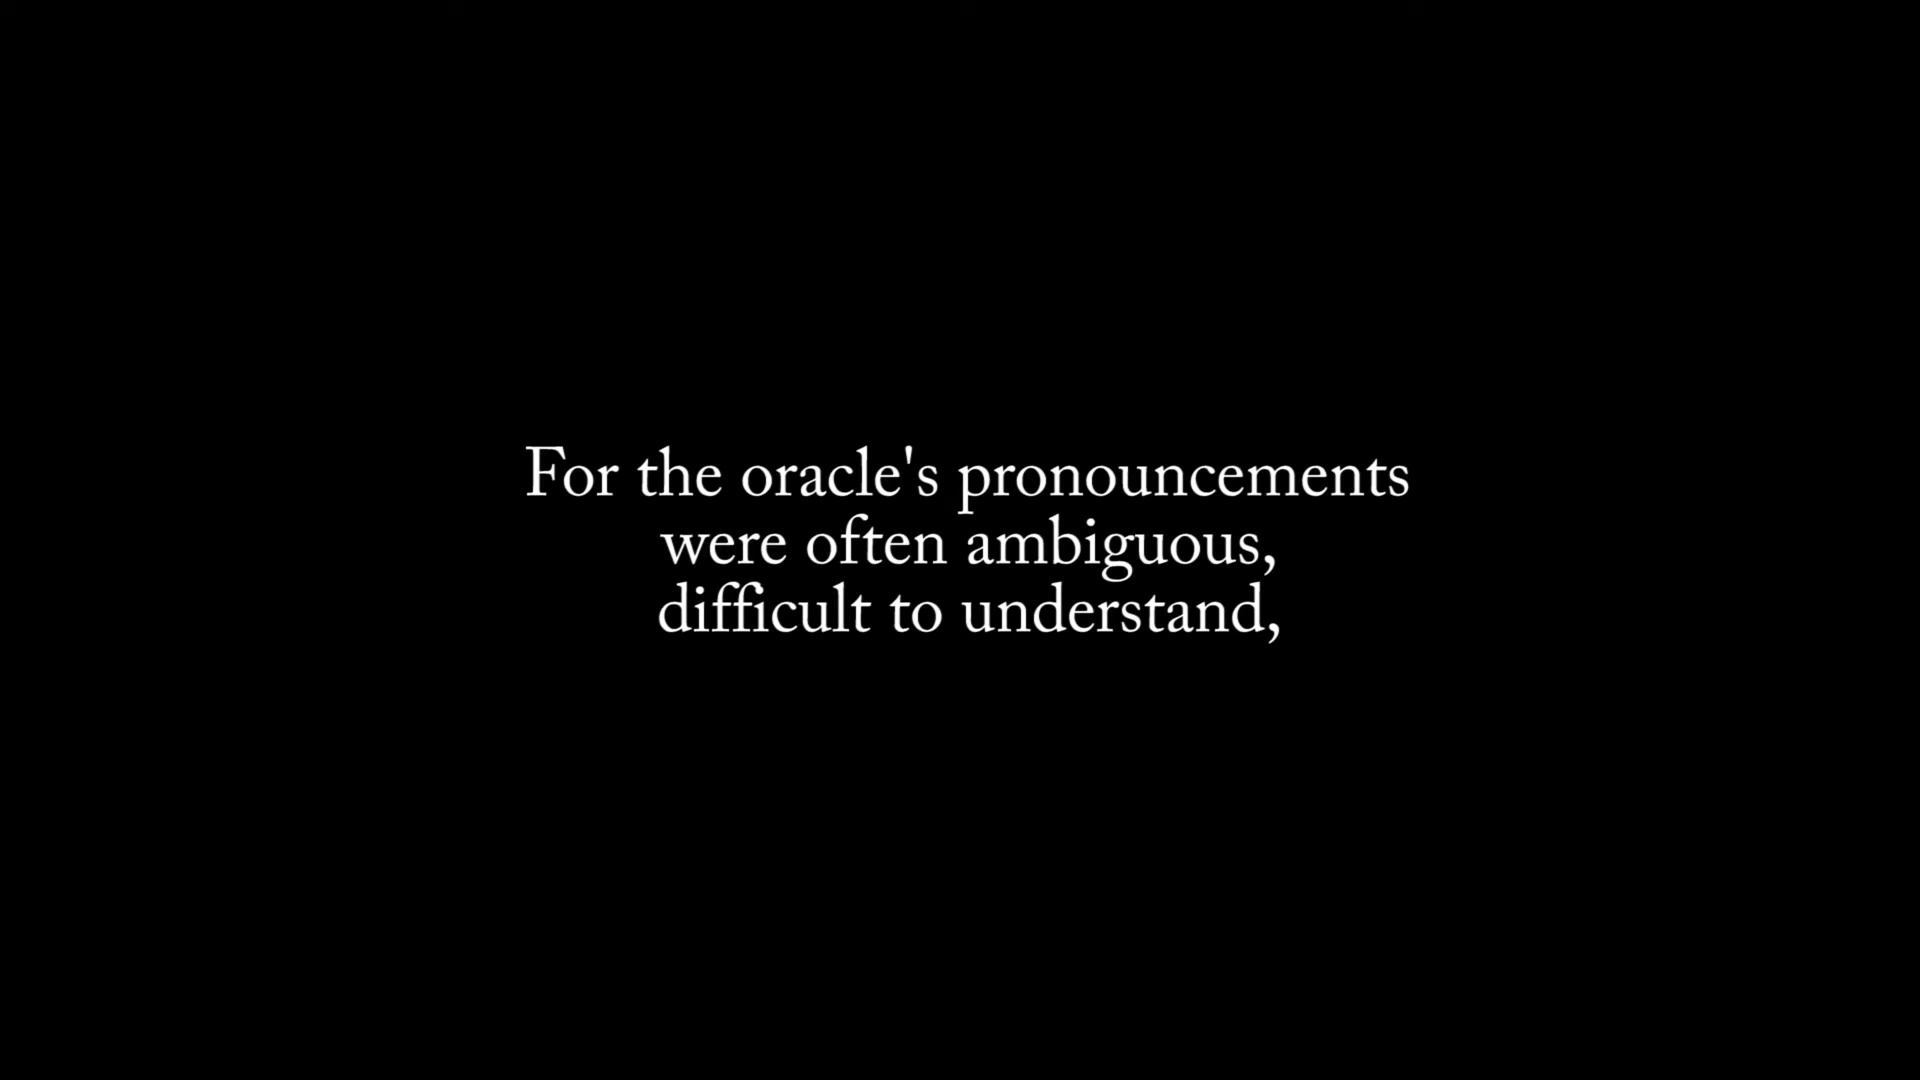 For the oracle's pronouncements
were often ambiguous,
difficult to understand,